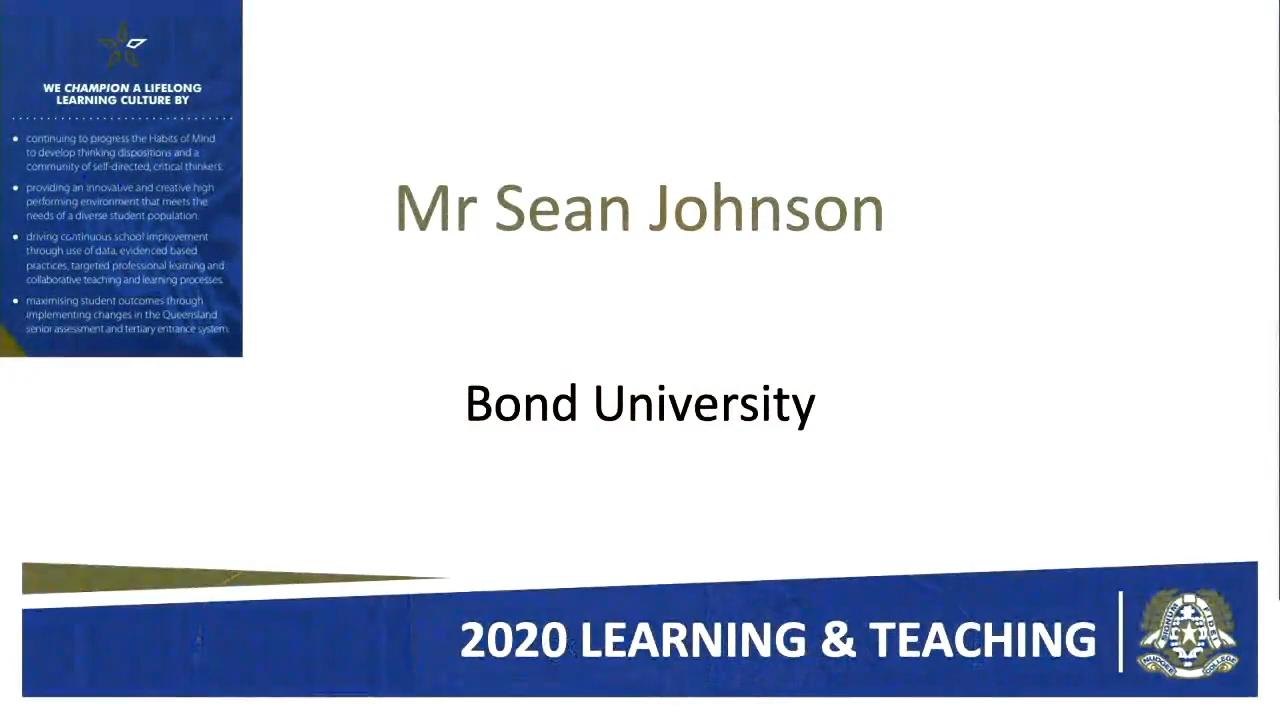 WE CHAMPION A LIFELONG
LEARNING CULTURE BY
• continuing to progress the Habits of Mind
to develop thinking dispositions and a
community of self-directed, critical thinkers.
• providing an innovative and creative high
performing environment that meets the
needs of a diverse student population.
• driving continuous school improvement
through use of data, evidenced based
practices, targeted professional learning and
collaborative teaching and learning processes.
• maximising student outcomes through
implementing changes in the Queensland
senior assessment and tertiary entrance system.
Mr Sean Johnson
Bond University
2020 LEARNING & TEACHING
SIGNUM FIDEI
NUDGEE COLLEGE